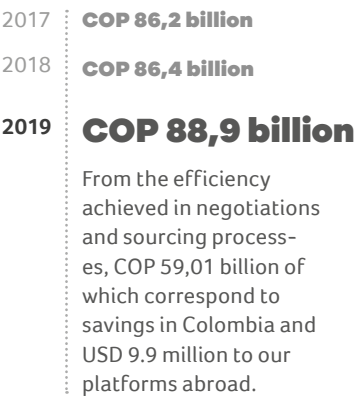 2017 COP 86,2 billion
2018 COP 86,4 billion
2019 COP 88,9 billion
From the efficiency
achieved in negotiations
and sourcing process-
es, COP 59,01 billion of
which correspond to
savings in Colombia and
USD 9.9 million to our
platforms abroad.